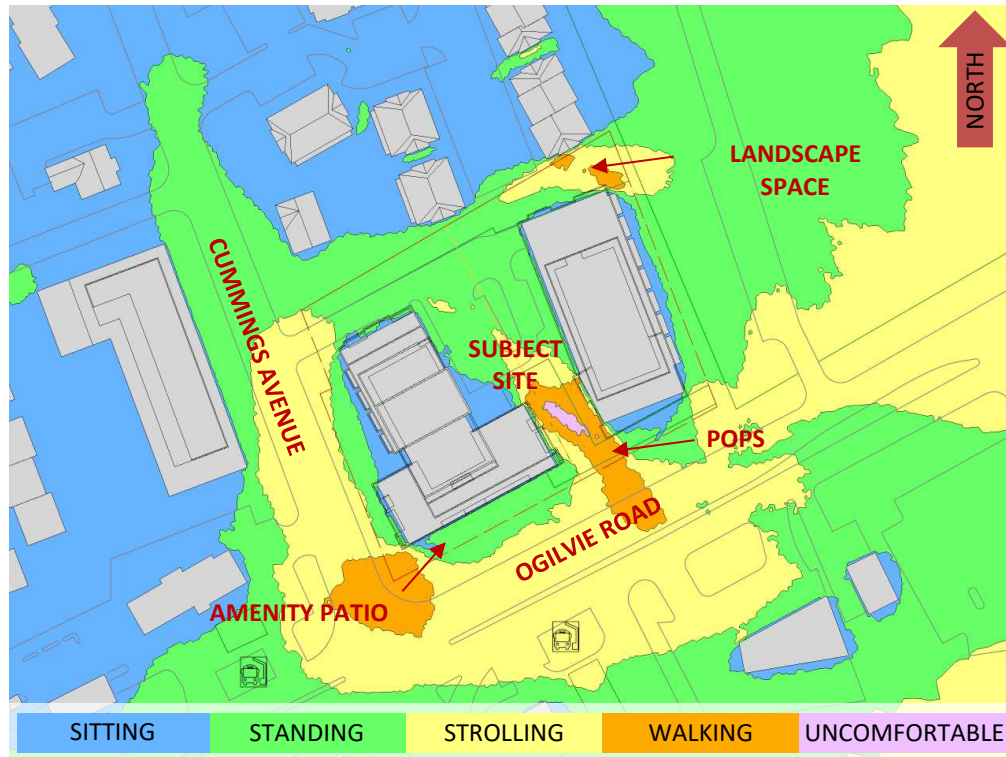 NORTH
LANDSCAPE
SPACE
CUMMINGS AVENUE
SUBJECT
SITE
POPS
OGILVIE ROAD
AMENITY PATIO
SITTING
STANDING
STROLLING
WALKING
UNCOMFORTABLE